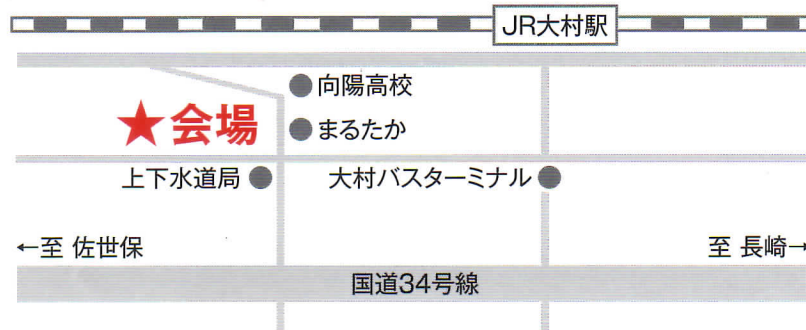 JR大村駅
向陽高校
★会場
まるたか
上下水道局
大村バスターミナル
←至 佐世保
至 長崎→
国道34号線